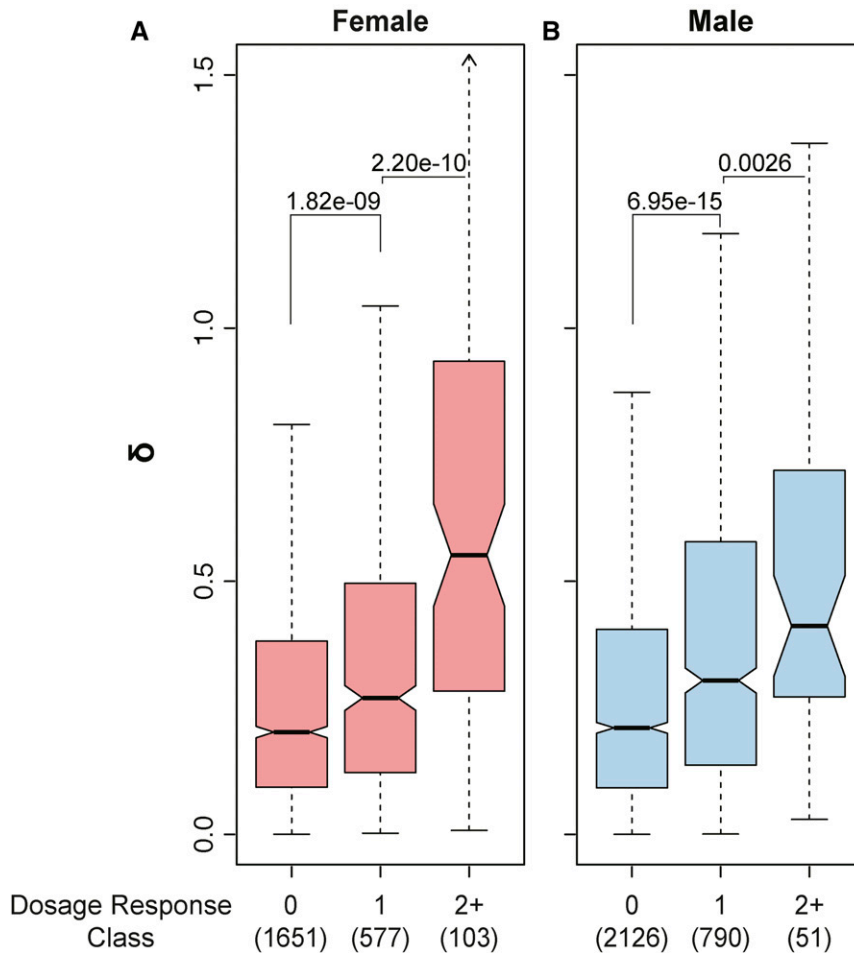 A Female B Male
1.5
2.20e-10 0.0026
1.82e-09 6.95e-15
1.0
δ
0.5
0.0
Dosage Response 0 1 2+ 0 1 2+
Class (1651) (577) (103) (2126) (790) (51)